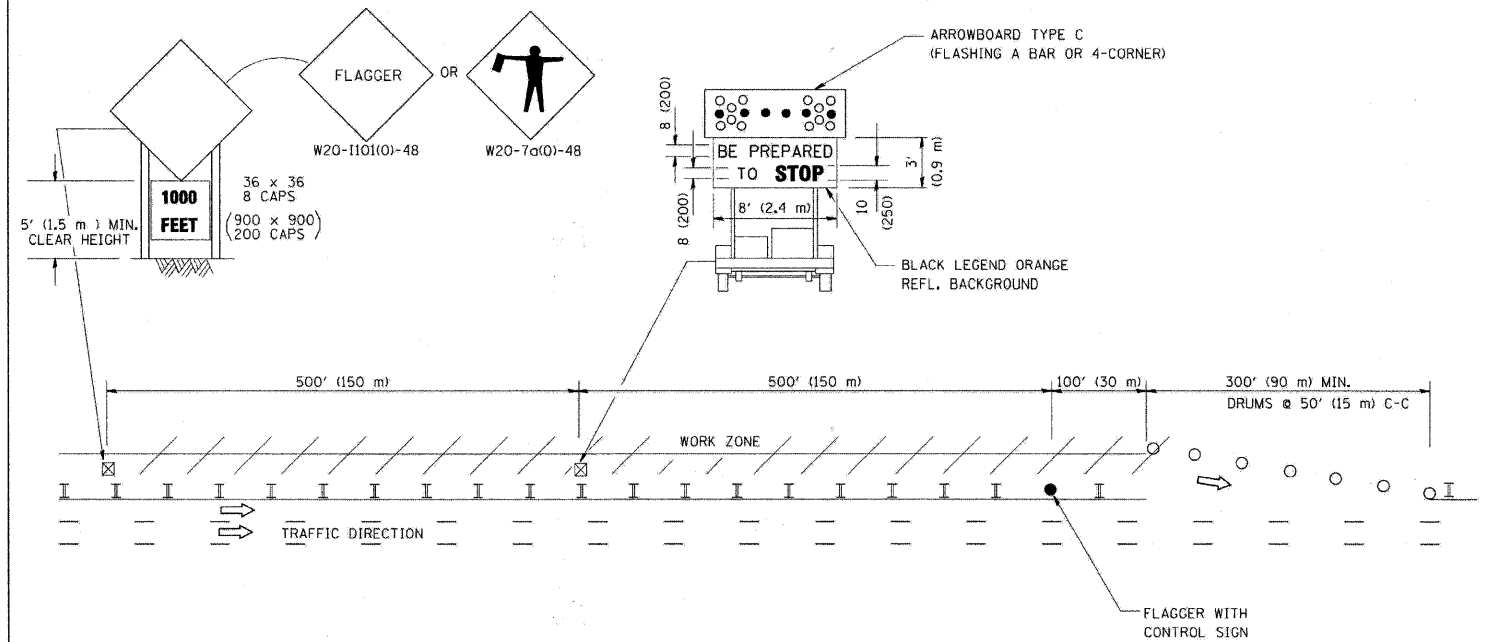 FLAGGER
OR
W20-I101(O)-48
W20-7a(O)-48
1000
FEET
36 x 36
8 CAPS
(900 x 900)
200 CAPS
5' (1.5 m ) MIN.
CLEAR HEIGHT
ARROWBOARD TYPE C
(FLASHING A BAR OR 4-CORNER)
8 (200)
BE PREPARED
TO STOP
3'
(0.9 m)
8 (200)
8' (2.4 m)
10
(250)
BLACK LEGEND ORANGE
REFL. BACKGROUND
500' (150 m)
500' (150 m)
100' (30 m)
300' (90 m) MIN.
DRUMS @ 50' (15 m) C-C
WORK ZONE
TRAFFIC DIRECTION
FLAGGER WITH
CONTROL SIGN